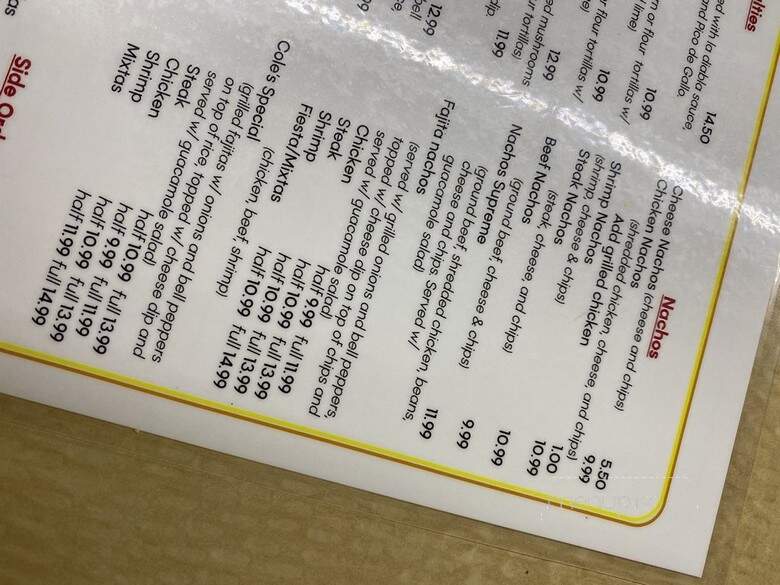 ulties
ped with la diabla sauce,
and Pico de Gallo,
14.50
n or flour tortillas w/
lime)
10.99
r flour tortillas w/
10.99
ed mushrooms
ur tortillas)
12.99
dip.
11.99
12.99
bell
Nachos
Cheese Nachos (cheese and chips) 5.50
Chicken Nachos 9.99
(shredded chicken, cheese, and chips)
Add grilled chicken 1.00
Shrimp Nachos 10.99
(shrimp, cheese & chips)
Steak Nachos 10.99
(steak, cheese and chips)
Beef Nachos 9.99
(ground beef, cheese & chips)
Nachos Supreme 11.99
(ground beef, shredded chicken, beans,
cheese and chips. Served w/
guacamole salad)
Fajita nachos
(served w/ grilled onions and bell peppers,
topped w/ cheese dip on top of chips and
served w/ guacamole salad)
Chicken half 9.99 full 11.99
Steak half 10.99 full 13.99
Shrimp half 10.99 full 13.99
Fiesta/Mixtas half 10.99 full 14.99
(chicken, beef, shrimp)
Cole's Special
(grilled fajitas w/ onions and bell peppers
on top of rice, topped w/ cheese dip and
served w/ guacamole salad)
Steak half 10.99 full 13.99
Chicken half 9.99 full 11.99
Shrimp half 10.99 full 13.99
Mixtas half 11.99 full 14.99
Side Or